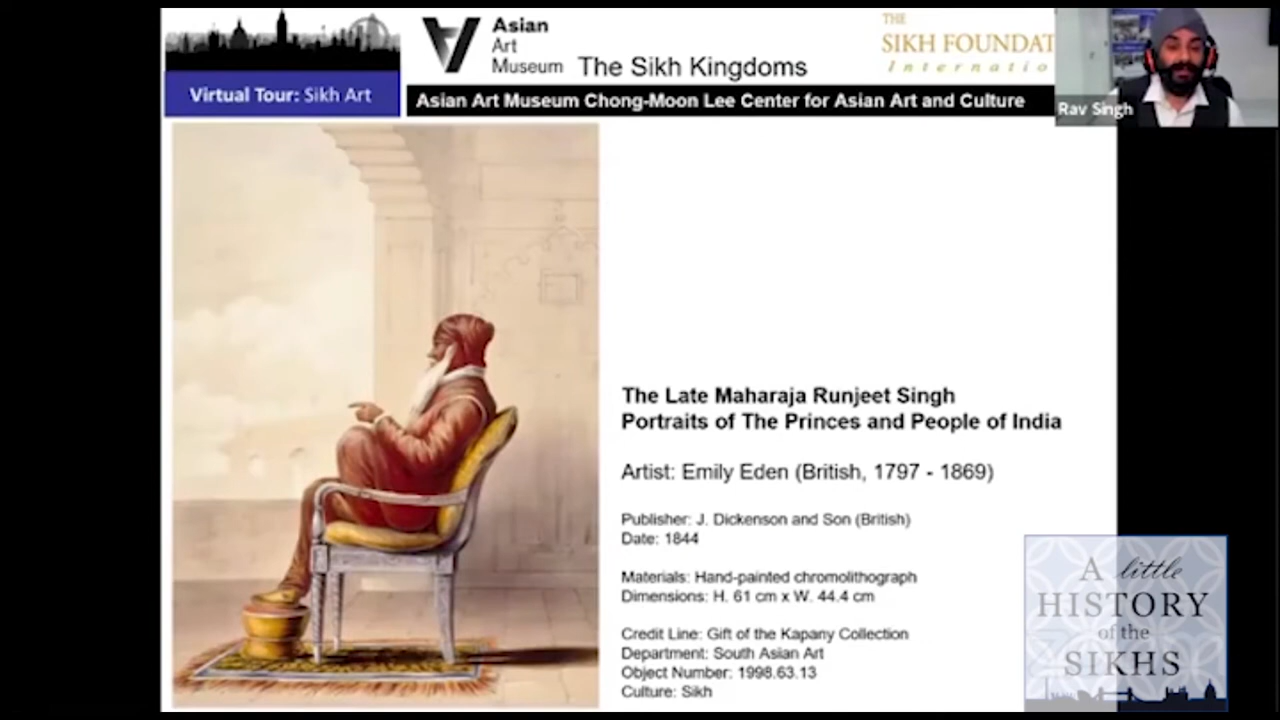 Virtual Tour: Sikh Art
Asian
Art
Museum
The Sikh Kingdoms
THE
SIKH FOUNDAT
Internatio
Asian Art Museum Chong-Moon Lee Center for Asian Art and Culture
Rav Singh
The Late Maharaja Runjeet Singh
Portraits of The Princes and People of India
Artist: Emily Eden (British, 1797 - 1869)
Publisher: J. Dickenson and Son (British)
Date: 1844
Materials: Hand-painted chromolithograph
Dimensions: H. 61 cm x W. 44.4 cm
Credit Line: Gift of the Kapany Collection
Department: South Asian Art
Object Number: 1998.63.13
Culture: Sikh
A little
HISTORY
of the
SIKHS